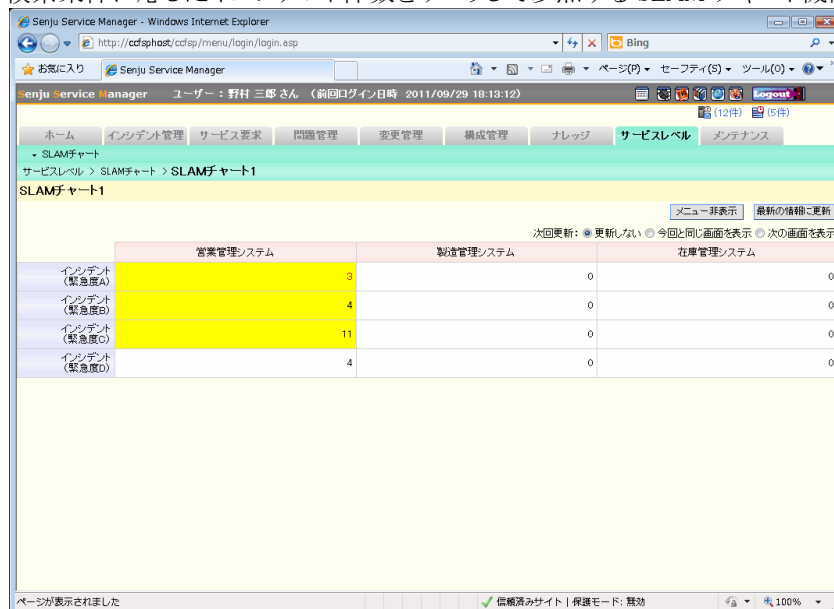 Senju Service Manager - Windows Internet Explorer
http://ccfsphost/ccfsp/menu/login/login.asp
Bing
お気に入り
Senju Service Manager
ページ(P)
セーフティ(S)
ツール(O)
Senju Service Manager ユーザー：野村 三郎 さん （前回ログイン日時 2011/09/29 18:13:12） Logout
(12件) (5件)
ホーム インシデント管理 サービス要求 問題管理 変更管理 構成管理 ナレッジ サービスレベル メンテナンス
SLAMチャート
サービスレベル > SLAMチャート > SLAMチャート1
SLAMチャート1
メニュー非表示 最新の情報に更新
次回更新： 更新しない 今回と同じ画面を表示 次の画面を表示
営業管理システム 製造管理システム 在庫管理システム
インシデント
（緊急度A） 3 0 0
インシデント
（緊急度B） 4 0 0
インシデント
（緊急度C） 11 0 0
インシデント
（緊急度D） 4 0 0
ページが表示されました 信頼済みサイト | 保護モード: 無効 100%